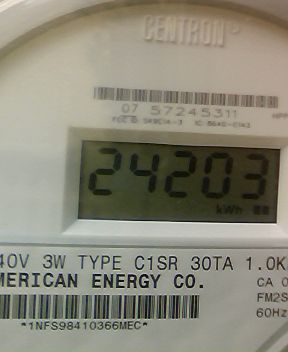 CENTRON®
07 57245311
24203
kWh
40V 3W TYPE C1SR 30TA 1.0K
MERICAN ENERGY CO.
CA 0
FM2S
60Hz
*1NFS98410366MEC*